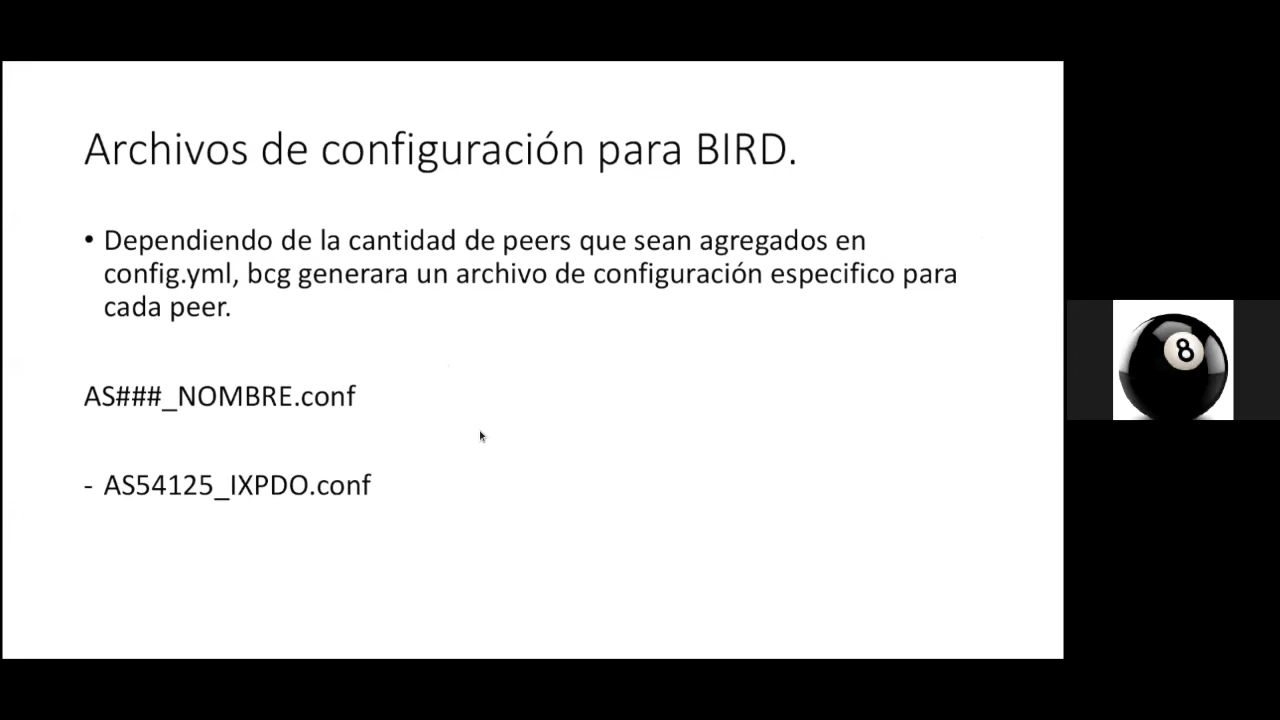 Archivos de configuración para BIRD.
• Dependiendo de la cantidad de peers que sean agregados en
config.yml, bcg generara un archivo de configuración especifico para
cada peer.
AS###_NOMBRE.conf
- AS54125_IXPDO.conf
8